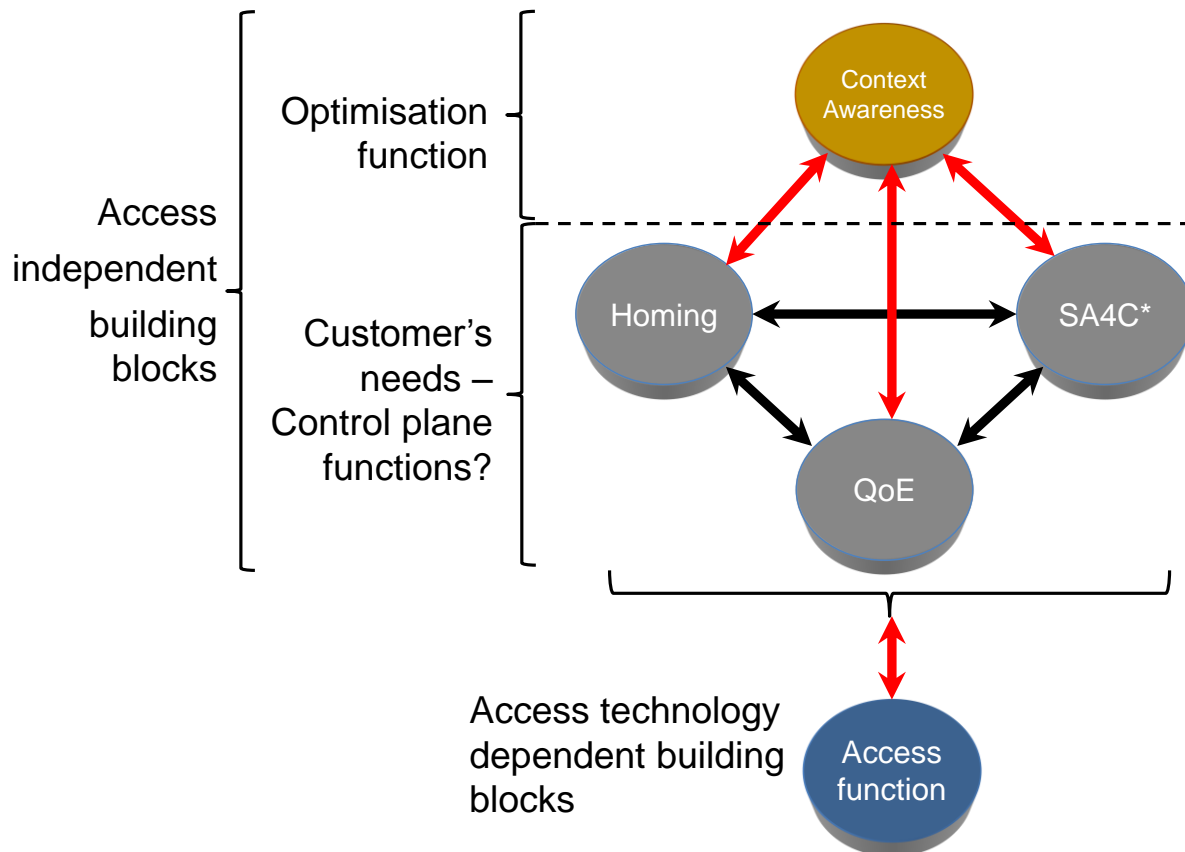 Context
Awareness
Optimisation
function
Access
independent
building
blocks
Homing
SA4C*
Customer’s
needs –
Control plane
functions?
QoE
Access technology
dependent building
blocks
Access
function